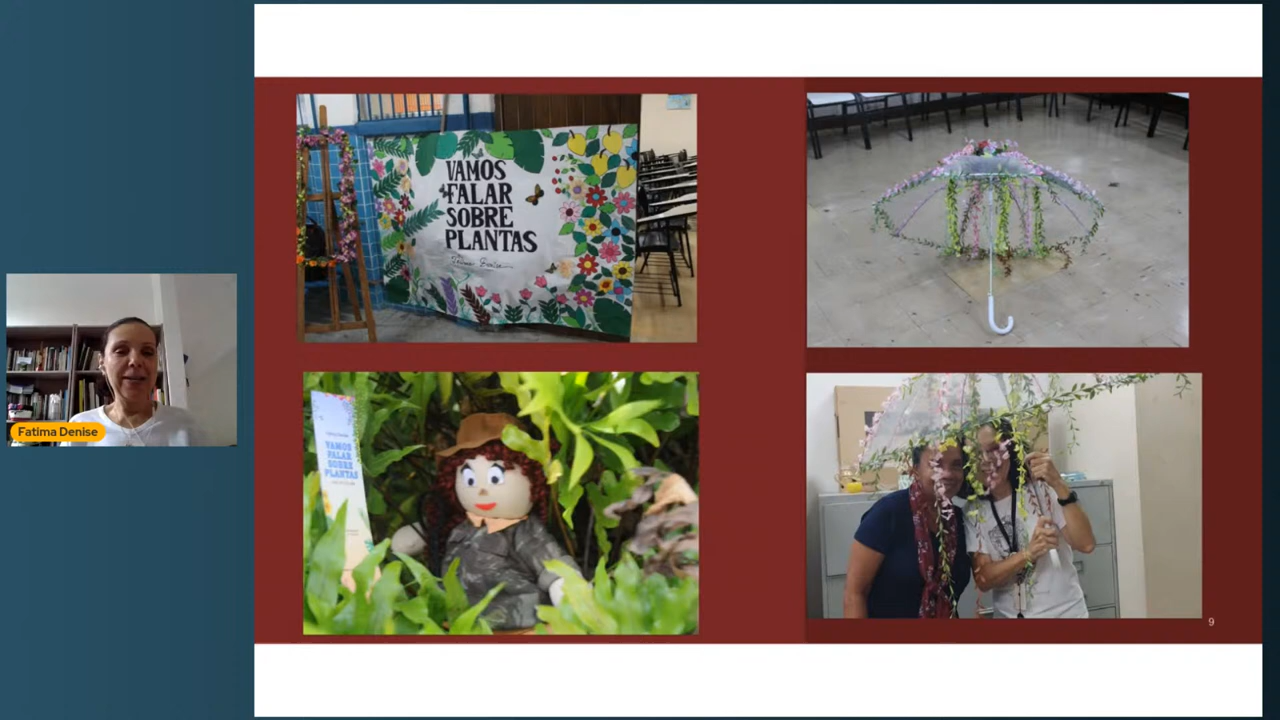 VAMOS
FALAR
SOBRE
PLANTAS
Fatima Denise
VAMOS
FALAR
SOBRE
PLANTAS
9